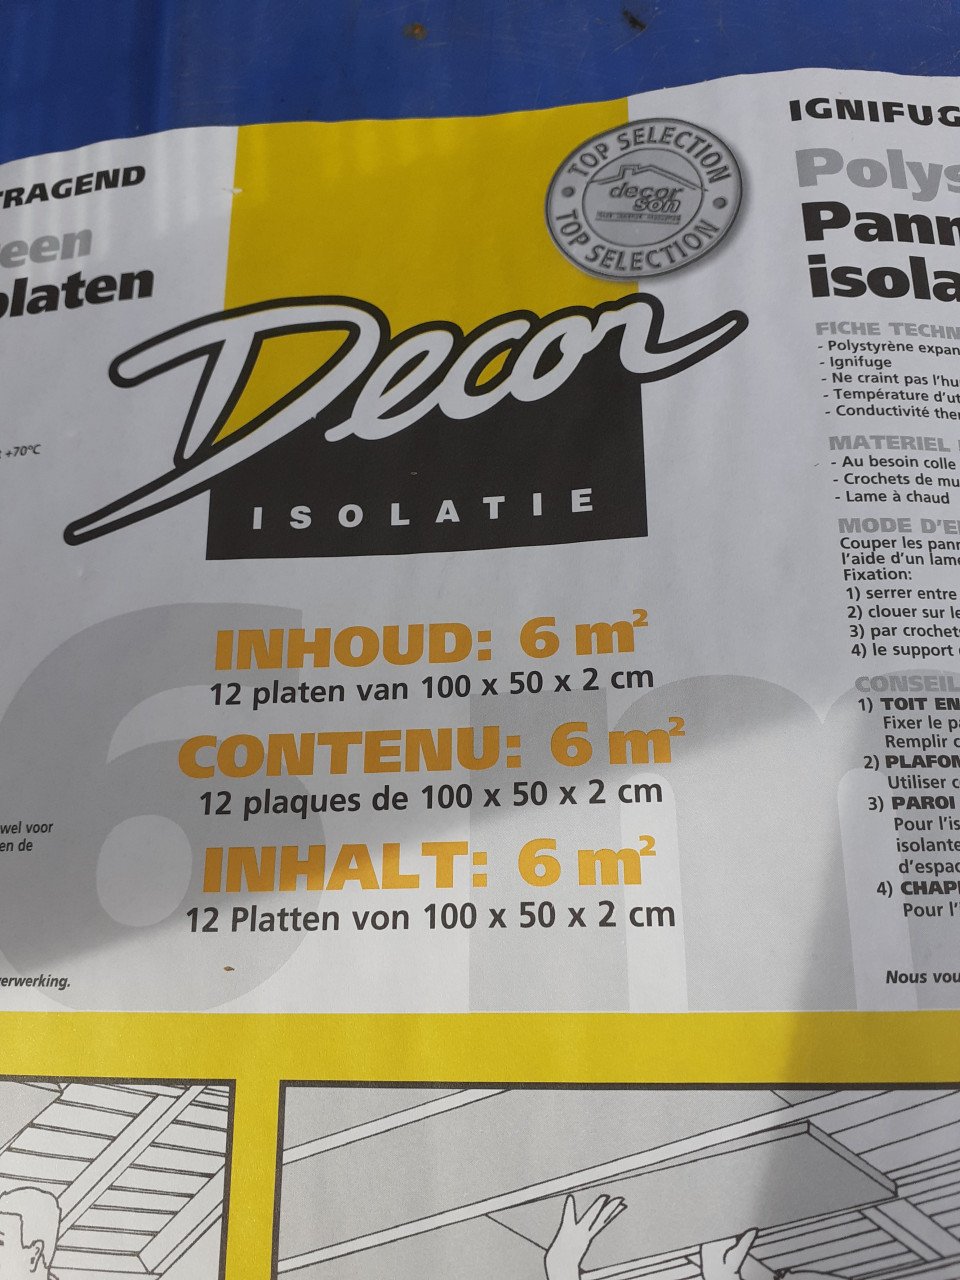 TOP SELECTION
decor
son
TOP SELECTION
Decor
ISOLATIE
INHOUD: 6 m²
12 platen van 100 x 50 x 2 cm
CONTENU: 6 m²
12 plaques de 100 x 50 x 2 cm
INHALT: 6 m²
12 Platten von 100 x 50 x 2 cm
6 m
TRAGEND
een
platen
+70°C
wel voor
en de
erwerking.
IGNIFUG
Polys
Pann
isola
FICHE TECHN
- Polystyrène expan
- Ignifuge
- Ne craint pas l'hu
- Température d'ut
- Conductivité ther
MATERIEL
- Au besoin colle
- Crochets de mu
- Lame à chaud
MODE D'E
Couper les pann
l'aide d'un lame
Fixation:
1) serrer entre
2) clouer sur le
3) par crochets
4) le support
CONSEIL
1) TOIT EN
Fixer le pa
Remplir
2) PLAFON
Utiliser c
3) PAROI
Pour l'is
isolante
d'espac
4) CHAP
Pour l'
Nous vou